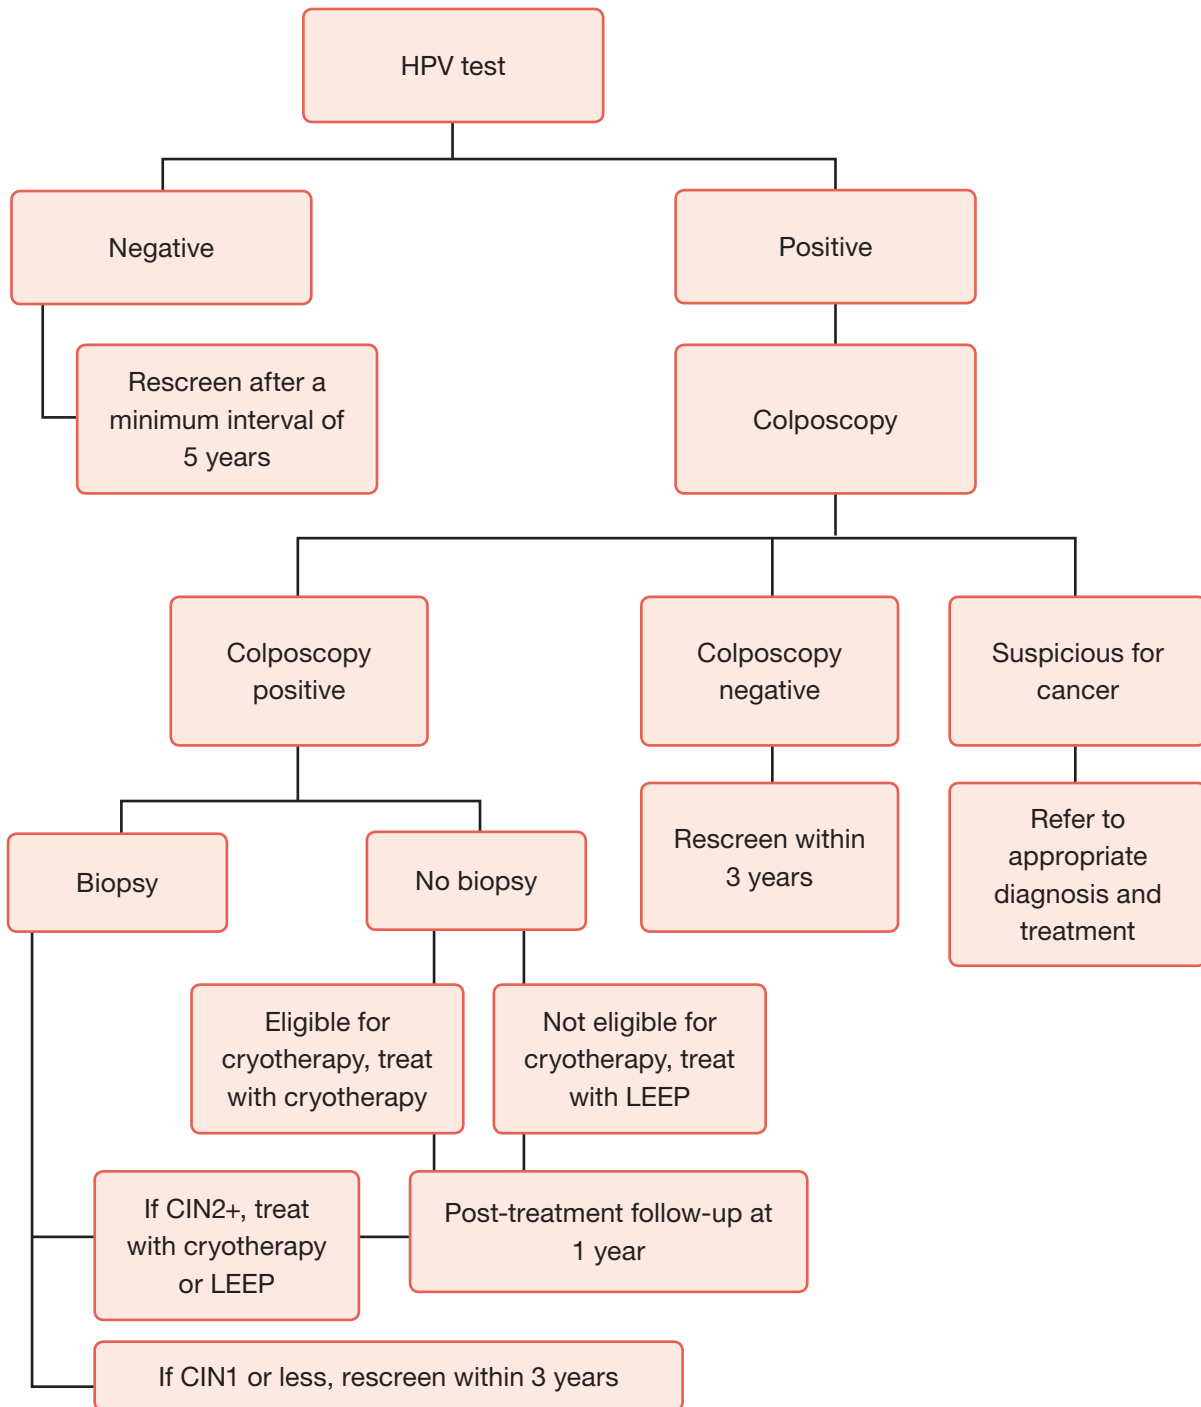 HPV test
Negative
Positive
Rescreen after a
minimum interval of
5 years
Colposcopy
Colposcopy
positive
Colposcopy
negative
Suspicious for
cancer
Biopsy
No biopsy
Rescreen within
3 years
Refer to
appropriate
diagnosis and
treatment
Eligible for
cryotherapy, treat
with cryotherapy
Not eligible for
cryotherapy, treat
with LEEP
If CIN2+, treat
with cryotherapy
or LEEP
Post-treatment follow-up at
1 year
If CIN1 or less, rescreen within 3 years